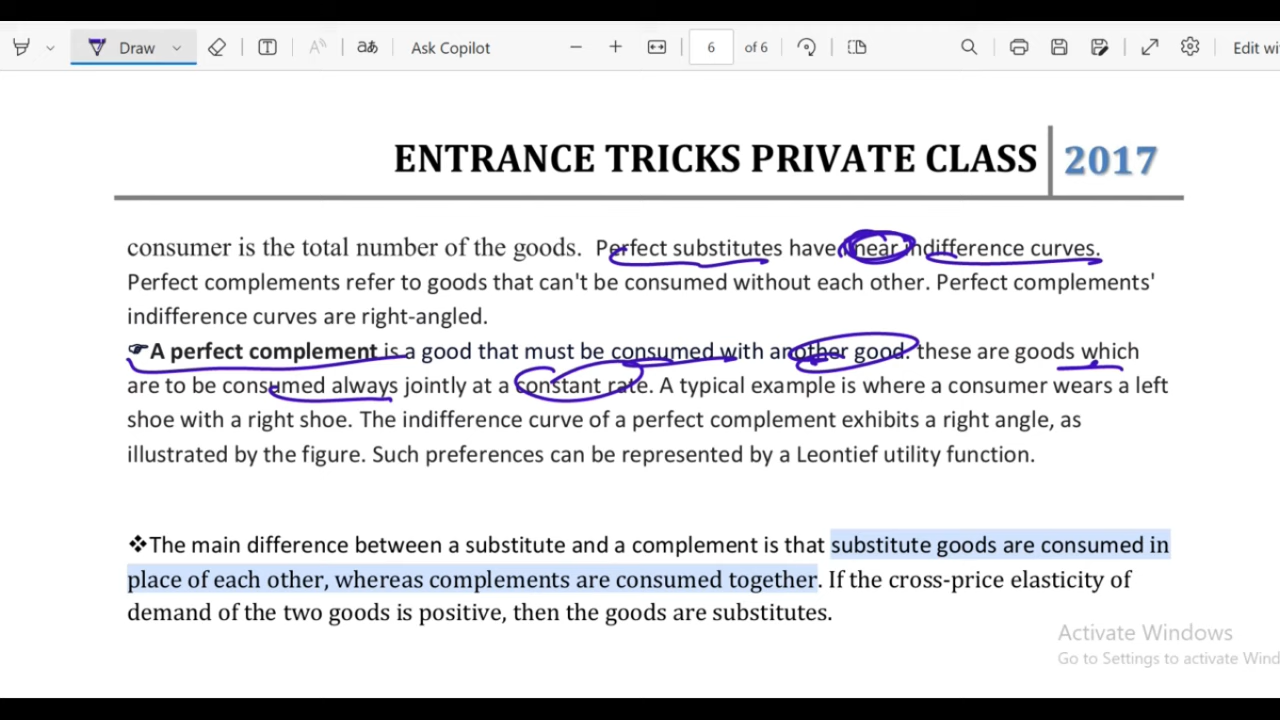 Draw
aあ
Ask Copilot
6
of 6
Edit wi
ENTRANCE TRICKS PRIVATE CLASS 2017
consumer is the total number of the goods. Perfect substitutes have linear indifference curves.
Perfect complements refer to goods that can't be consumed without each other. Perfect complements'
indifference curves are right-angled.
☞A perfect complement is a good that must be consumed with another good. these are goods which
are to be consumed always jointly at a constant rate. A typical example is where a consumer wears a left
shoe with a right shoe. The indifference curve of a perfect complement exhibits a right angle, as
illustrated by the figure. Such preferences can be represented by a Leontief utility function.
❖The main difference between a substitute and a complement is that substitute goods are consumed in
place of each other, whereas complements are consumed together. If the cross-price elasticity of
demand of the two goods is positive, then the goods are substitutes.
Activate Windows
Go to Settings to activate Wind